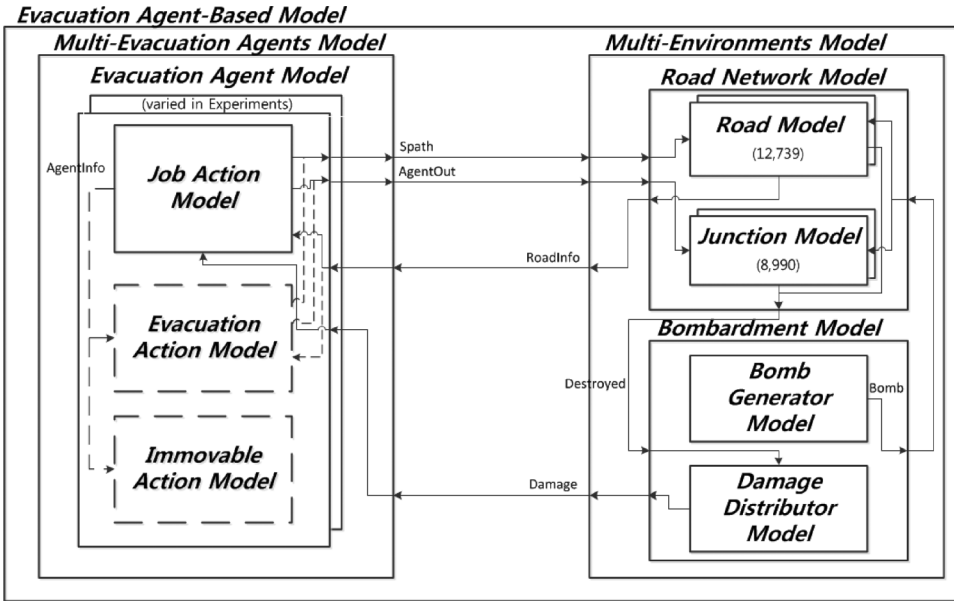 Evacuation Agent-Based Model
Multi-Evacuation Agents Model
Evacuation Agent Model
(varied in Experiments)
AgentInfo
Job Action
Model
Evacuation
Action Model
Immovable
Action Model
Spath
AgentOut
RoadInfo
Destroyed
Damage
Multi-Environments Model
Road Network Model
Road Model
(12,739)
Junction Model
(8,990)
Bombardment Model
Bomb
Generator
Model
Bomb
Damage
Distributor
Model